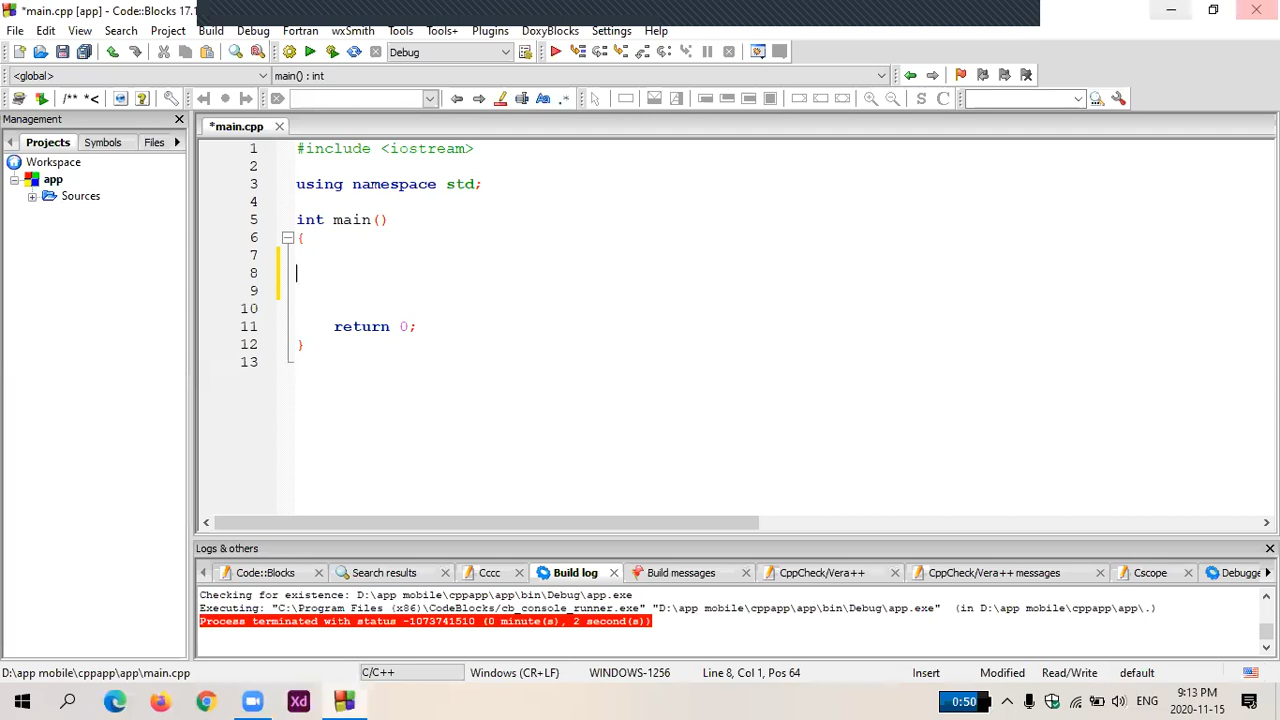 *main.cpp [app] - Code::Blocks 17.1
File Edit View Search Project Build Debug Fortran wxSmith Tools Tools+ Plugins DoxyBlocks Settings Help
Debug
<global> main() : int
/** *<
S C
Management
Projects Symbols Files
Workspace
app
Sources
*main.cpp
1 #include <iostream>
2
3 using namespace std;
4
5 int main()
6 {
7
8
9
10
11 return 0;
12 }
13
Logs & others
Code::Blocks Search results Cccc Build log Build messages CppCheck/Vera++ CppCheck/Vera++ messages Cscope Debugge
Checking for existence: D:\app mobile\cppapp\app\bin\Debug\app.exe
Executing: "C:\Program Files (x86)\CodeBlocks/cb_console_runner.exe" "D:\app mobile\cppapp\app\bin\Debug\app.exe" (in D:\app mobile\cppapp\app\.)
Process terminated with status -1073741510 (0 minute(s), 2 second(s))
D:\app mobile\cppapp\app\main.cpp C/C++ Windows (CR+LF) WINDOWS-1256 Line 8, Col 1, Pos 64 Insert Modified Read/Write default
Xd 0:50 ENG 9:13 PM
2020-11-15